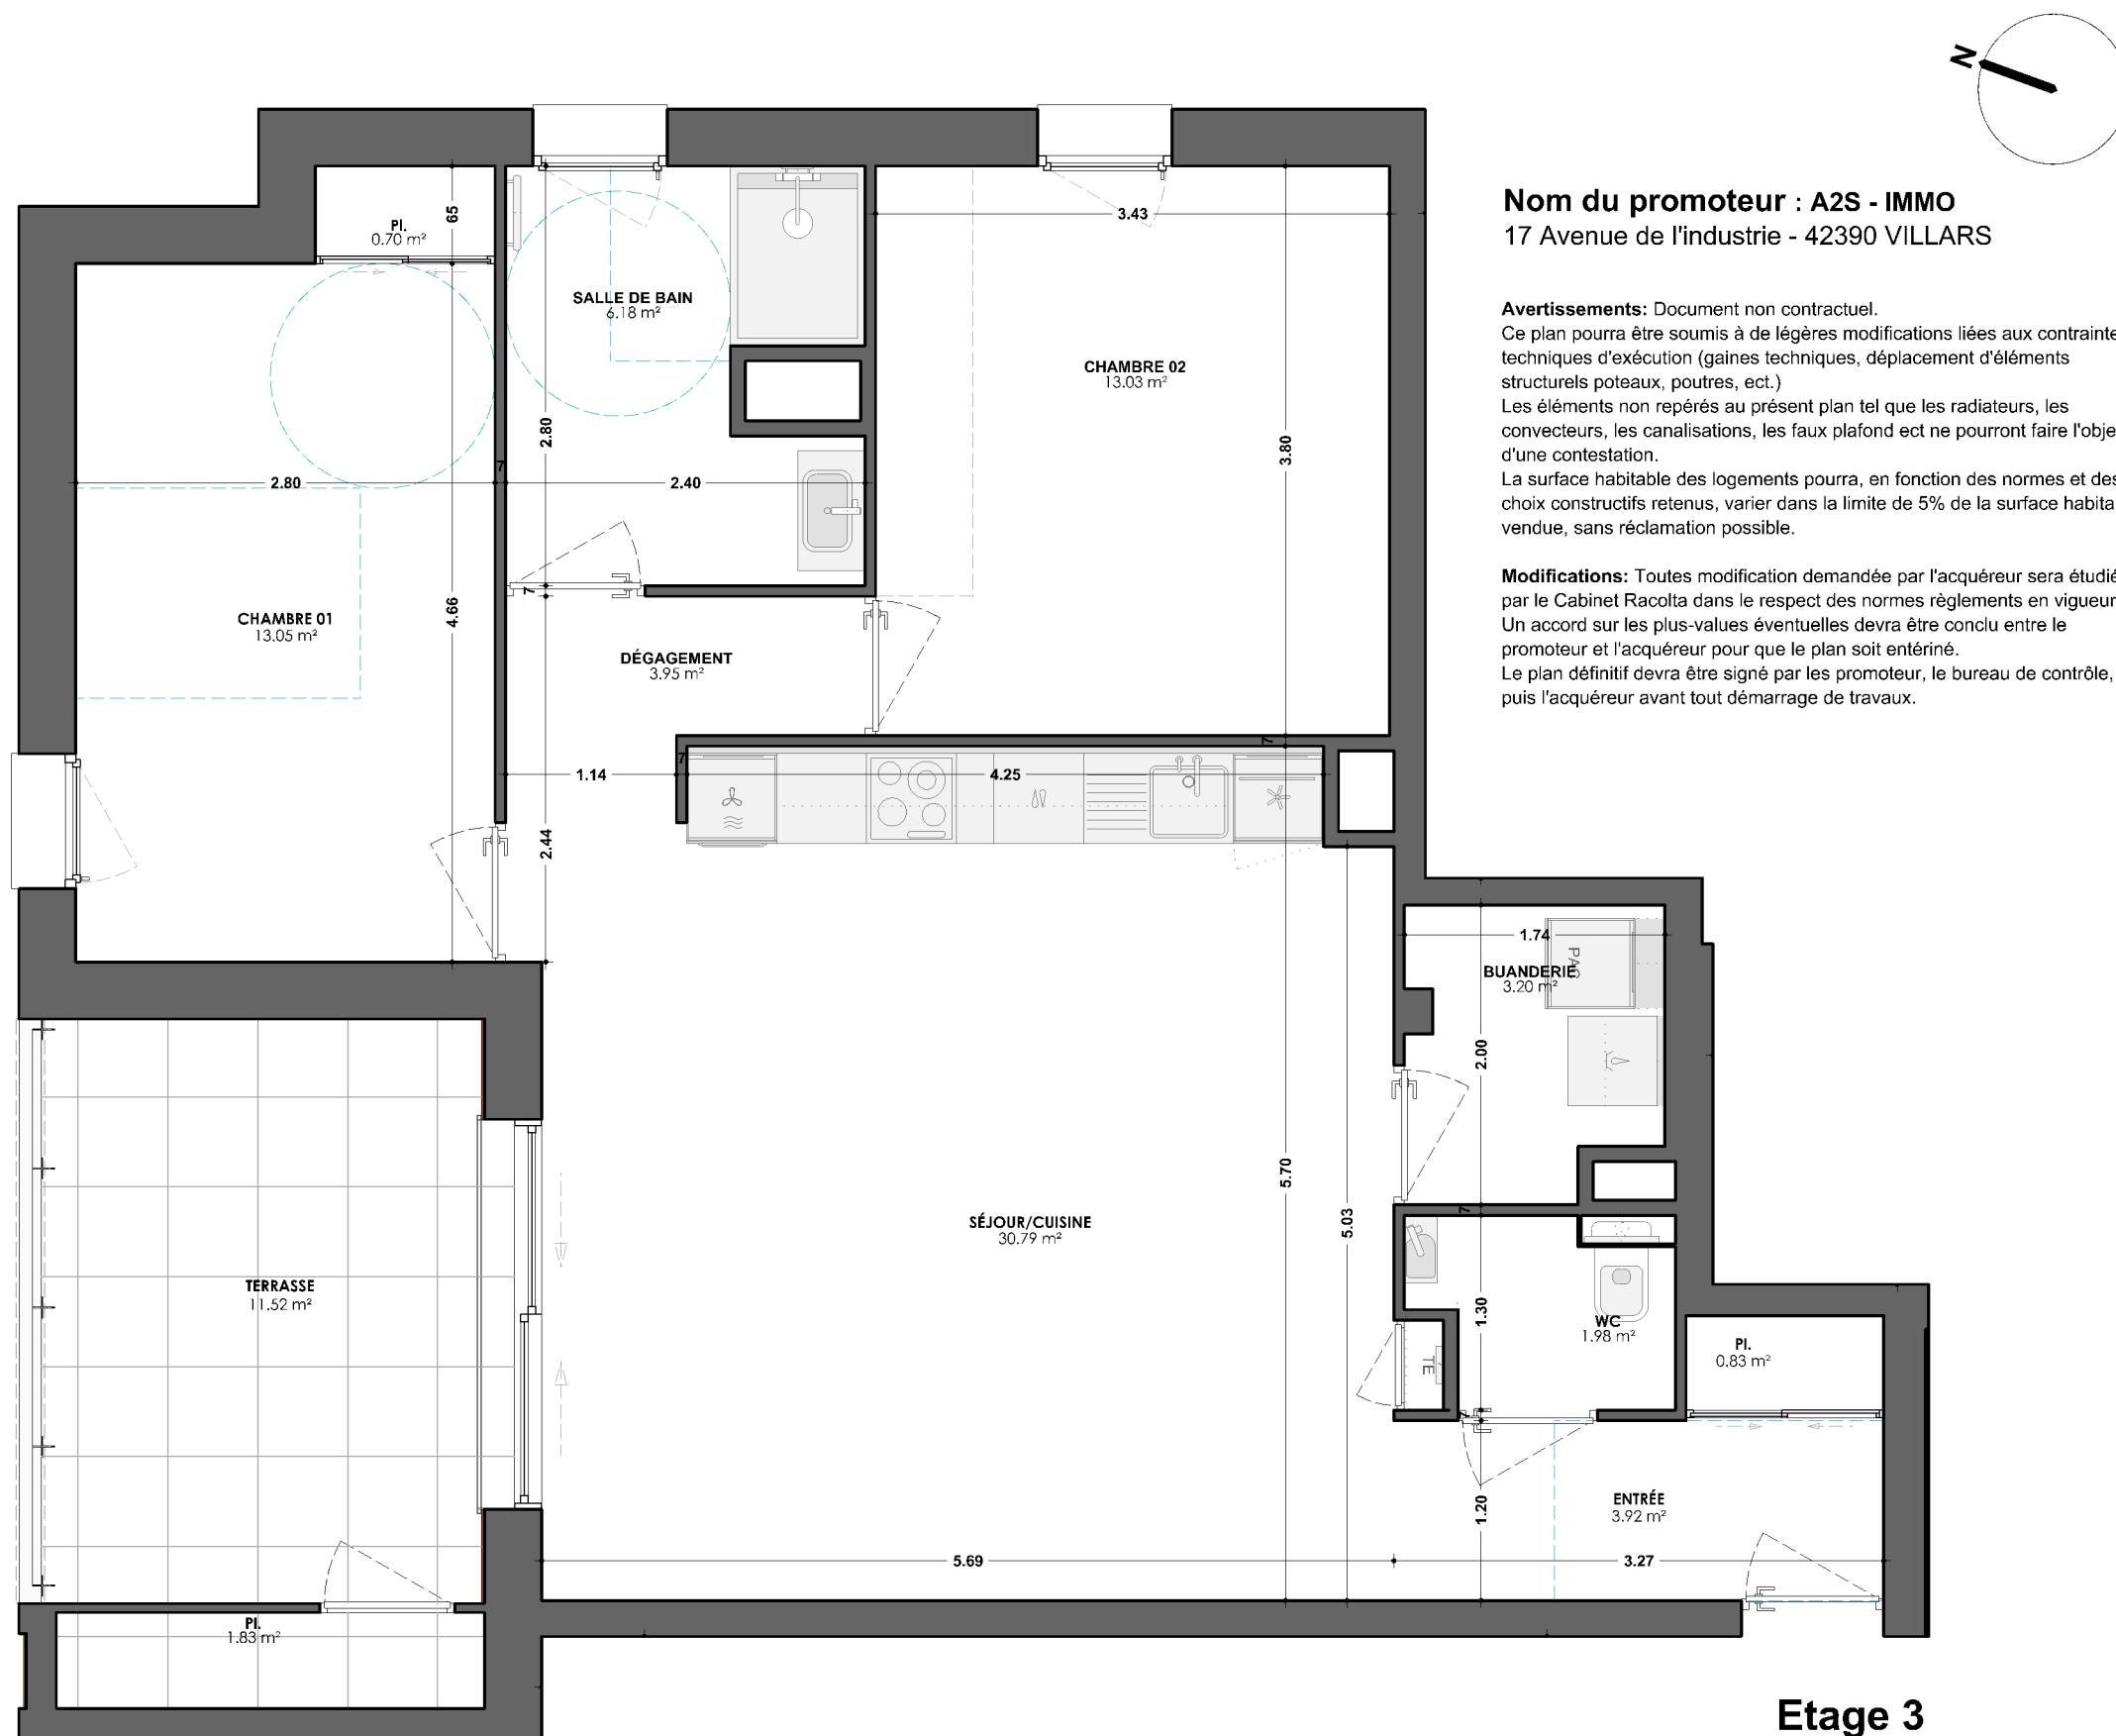 N
Nom du promoteur : A2S - IMMO
17 Avenue de l'industrie - 42390 VILLARS
Avertissements: Document non contractuel.
Ce plan pourra être soumis à de légères modifications liées aux contrainte
techniques d'exécution (gaines techniques, déplacement d'éléments
structurels poteaux, poutres, ect.)
Les éléments non repérés au présent plan tel que les radiateurs, les
convecteurs, les canalisations, les faux plafond ect ne pourront faire l'obje
d'une contestation.
La surface habitable des logements pourra, en fonction des normes et des
choix constructifs retenus, varier dans la limite de 5% de la surface habita
vendue, sans réclamation possible.
Modifications: Toutes modification demandée par l'acquéreur sera étudié
par le Cabinet Racolta dans le respect des normes règlements en vigueur
Un accord sur les plus-values éventuelles devra être conclu entre le
promoteur et l'acquéreur pour que le plan soit entériné.
Le plan définitif devra être signé par les promoteur, le bureau de contrôle,
puis l'acquéreur avant tout démarrage de travaux.
Pl.
0.70 m²
65
3.43
SALLE DE BAIN
6.18 m²
CHAMBRE 02
13.03 m²
2.80
3.80
7
2.80
2.40
CHAMBRE 01
13.05 m²
4.66
7
DÉGAGEMENT
3.95 m²
7
7
1.14
4.25
2.44
1.74
PAC
BUANDERIE
3.20 m²
2.00
5.70
5.03
7
SÉJOUR/CUISINE
30.79 m²
TERRASSE
11.52 m²
1.30
WC
1.98 m²
TE
Pl.
0.83 m²
7
ENTRÉE
3.92 m²
1.20
5.69
3.27
Pl.
1.83 m²
Etage 3